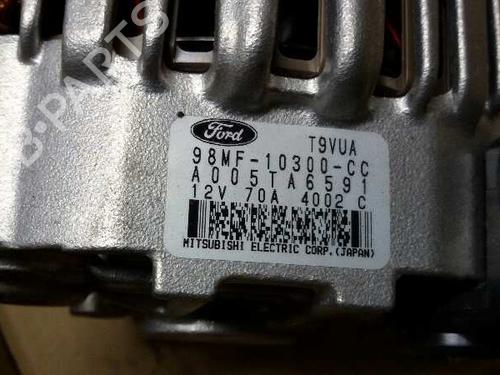 B-PARTS
Ford T9VUA
98MF-10300-CC
A005TA6591
12V 70A 4002 C
MITSUBISHI ELECTRIC CORP.(JAPAN)